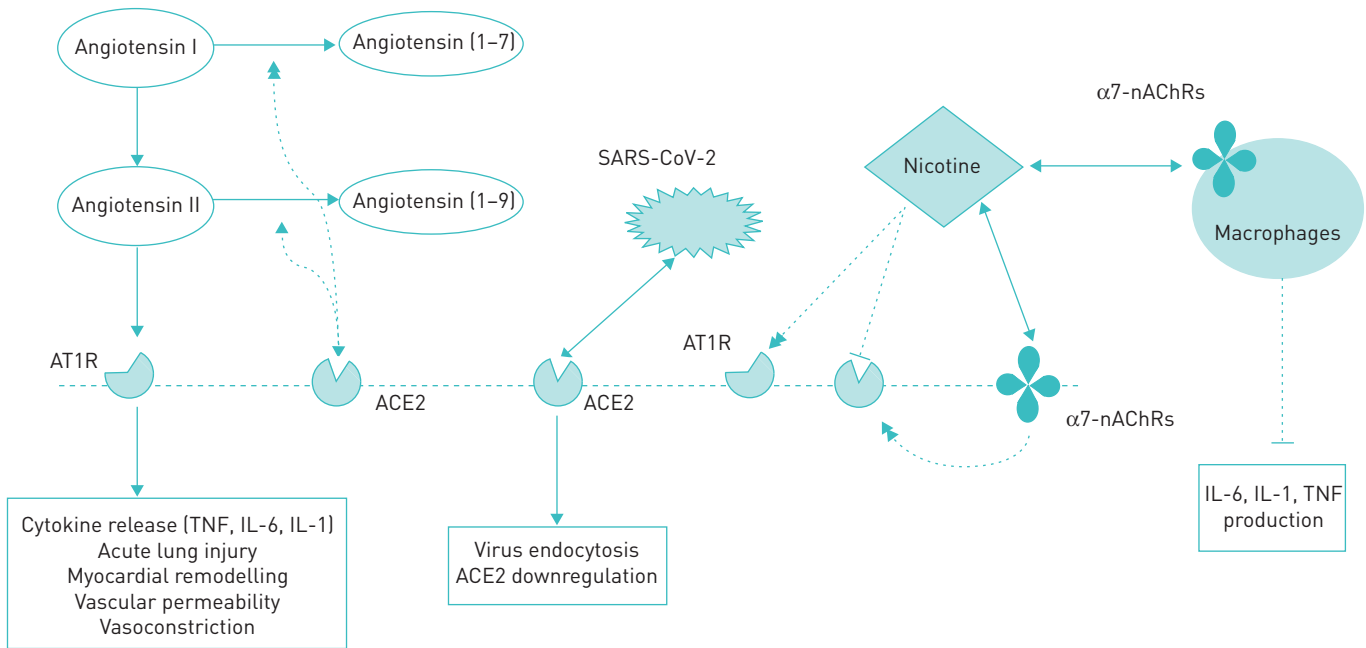 Angiotensin I
Angiotensin (1–7)
α7-nAChRs
SARS-CoV-2
Nicotine
Angiotensin II
Angiotensin (1–9)
Macrophages
AT1R
AT1R
ACE2
ACE2
α7-nAChRs
IL-6, IL-1, TNF
production
Cytokine release (TNF, IL-6, IL-1)
Acute lung injury
Myocardial remodelling
Vascular permeability
Vasoconstriction
Virus endocytosis
ACE2 downregulation